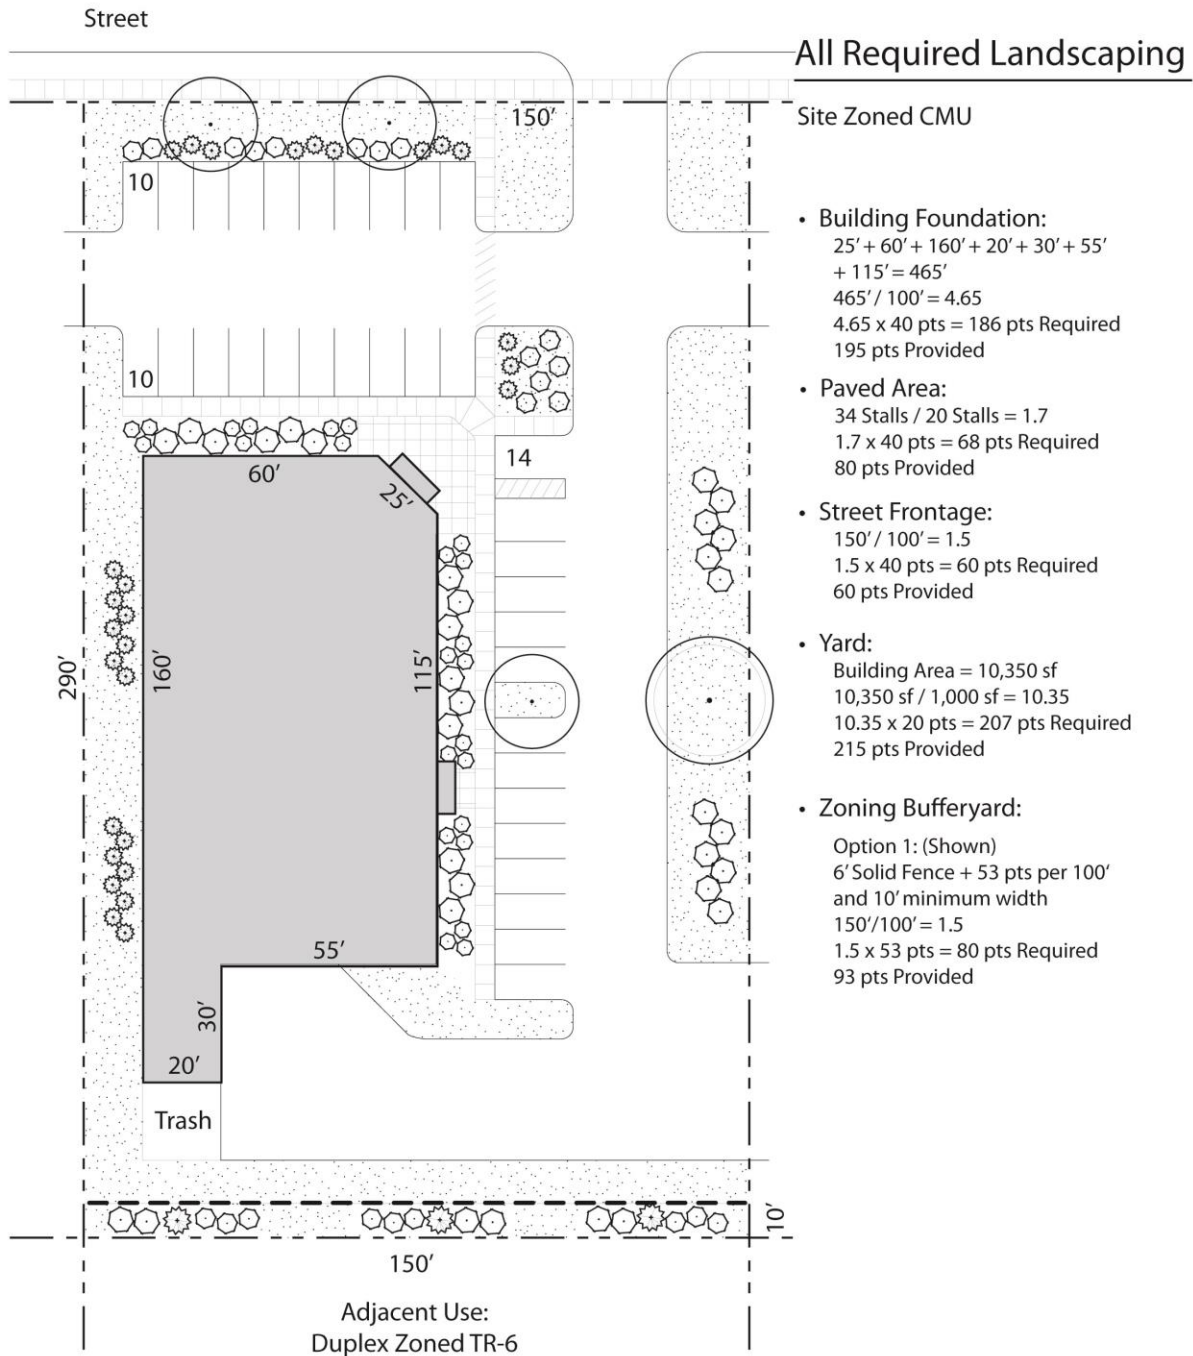 Street
All Required Landscaping
Site Zoned CMU
150’
10
10
14
60’
25’
290’
160’
115’
55’
30’
20’
Trash
10’
150’
Adjacent Use:
Duplex Zoned TR-6
• Building Foundation:
25’ + 60’ + 160’ + 20’ + 30’ + 55’
+ 115’ = 465’
465’ / 100’ = 4.65
4.65 x 40 pts = 186 pts Required
195 pts Provided
• Paved Area:
34 Stalls / 20 Stalls = 1.7
1.7 x 40 pts = 68 pts Required
80 pts Provided
• Street Frontage:
150’ / 100’ = 1.5
1.5 x 40 pts = 60 pts Required
60 pts Provided
• Yard:
Building Area = 10,350 sf
10,350 sf / 1,000 sf = 10.35
10.35 x 20 pts = 207 pts Required
215 pts Provided
• Zoning Bufferyard:
Option 1: (Shown)
6’ Solid Fence + 53 pts per 100‘
and 10’ minimum width
150’/100’ = 1.5
1.5 x 53 pts = 80 pts Required
93 pts Provided